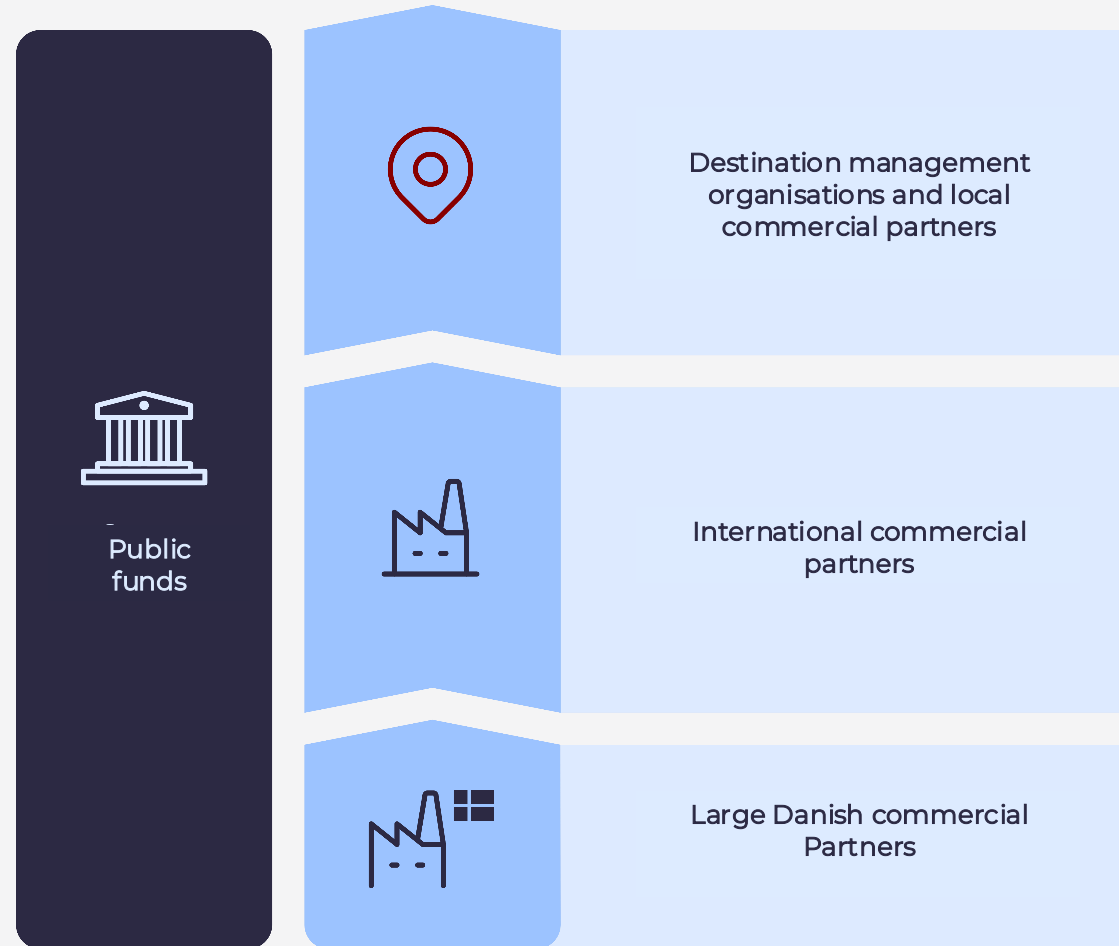 Public
funds
Destination management
organisations and local
commercial partners
International commercial
partners
Large Danish commercial
Partners